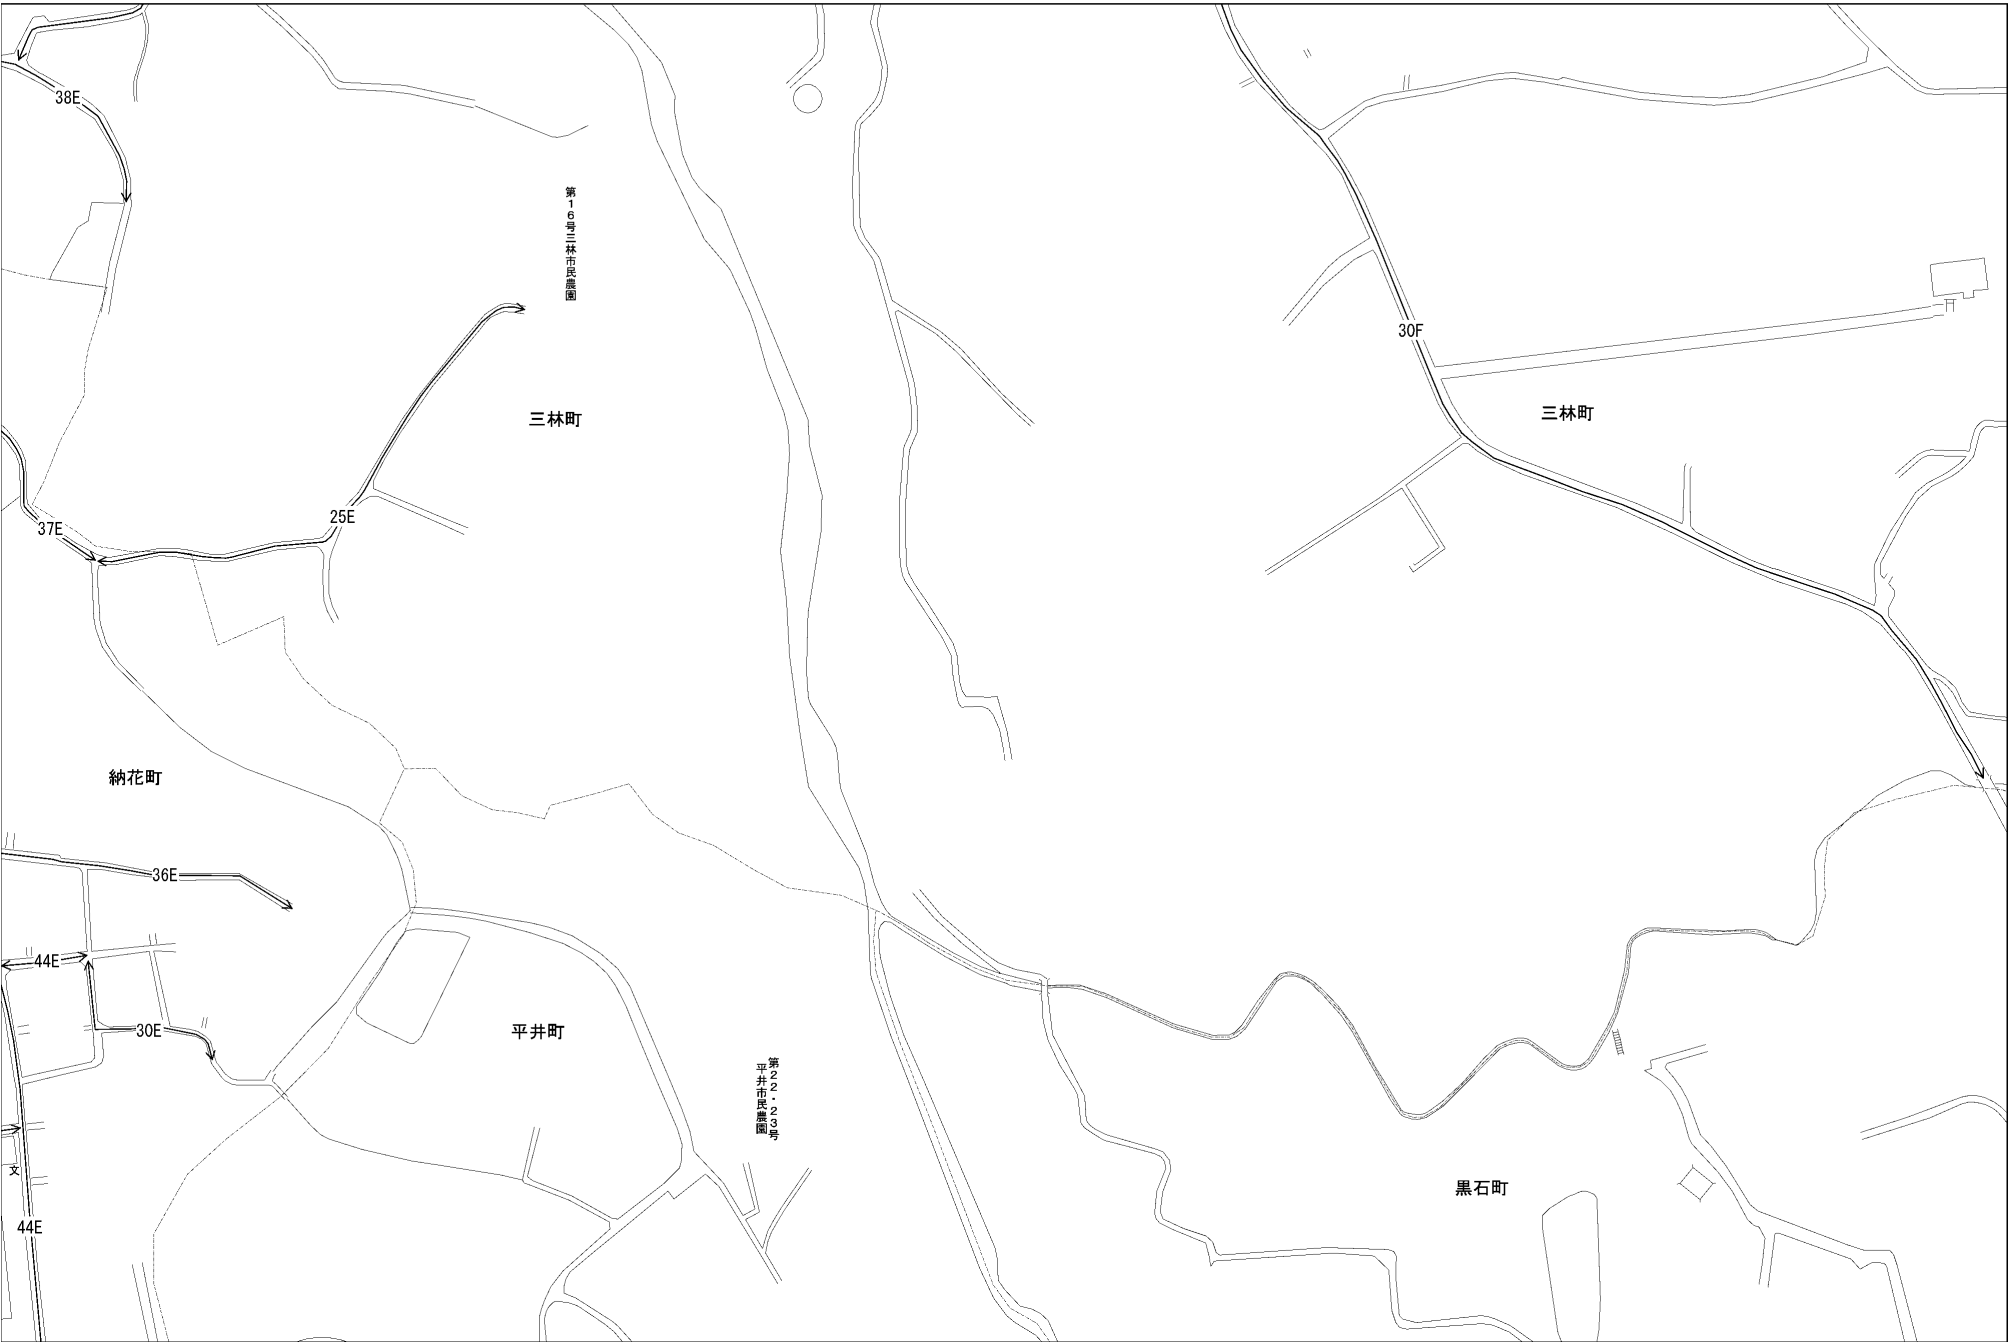 38E
第16号三林市民農園
30F
三林町
三林町
25E
37E
納花町
36E
44E
30E
平井町
第22・23号
平井市民農園
文
黒石町
44E